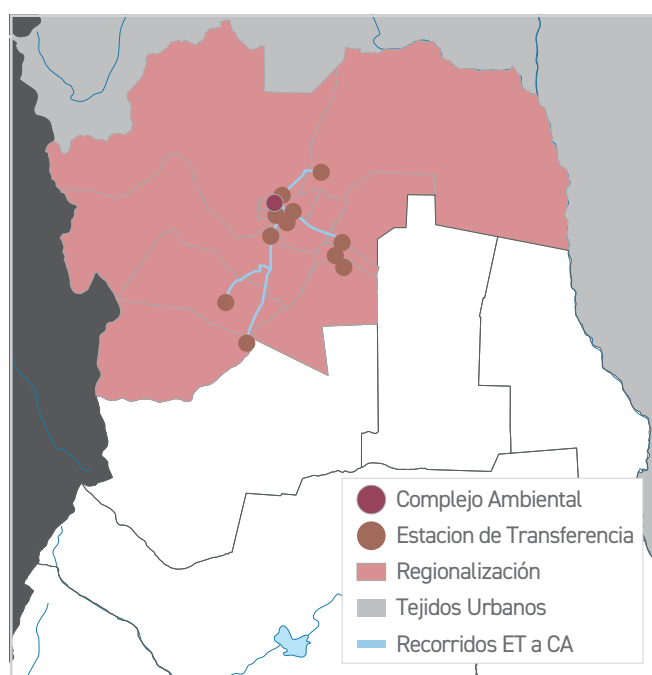 Complejo Ambiental
Estacion de Transferencia
Regionalización
Tejidos Urbanos
Recorridos ET a CA